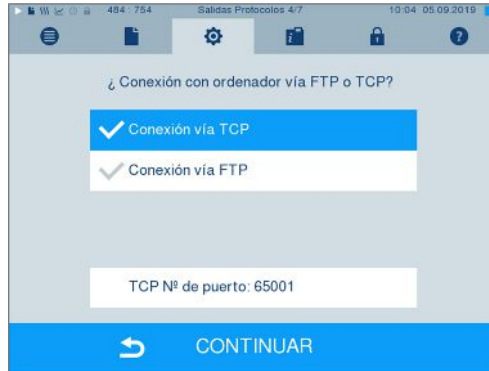 484 : 754 Salidas Protocolos 4/7 10:04 05.09.2019
¿ Conexión con ordenador vía FTP o TCP?
Conexión vía TCP
Conexión vía FTP
TCP Nº de puerto: 65001
CONTINUAR